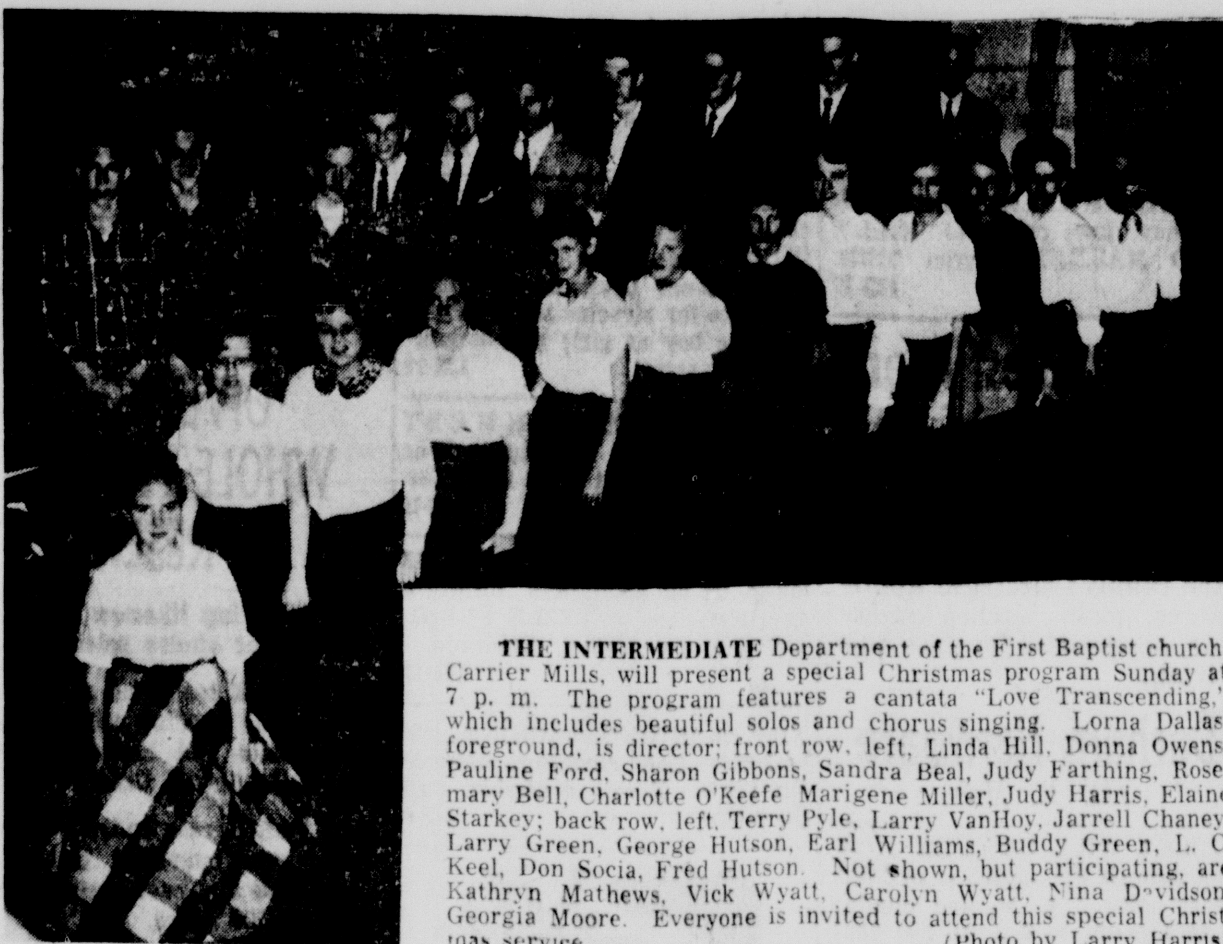 THE INTERMEDIATE Department of the First Baptist church
Carrier Mills, will present a special Christmas program Sunday at
7 p. m. The program features a cantata "Love Transcending,"
which includes beautiful solos and chorus singing. Lorna Dallas
foreground, is director; front row, left, Linda Hill, Donna Owens
Pauline Ford, Sharon Gibbons, Sandra Beal, Judy Farthing, Rose-
mary Bell, Charlotte O'Keefe Marigene Miller, Judy Harris, Elaine
Starkey; back row, left, Terry Pyle, Larry VanHoy, Jarrell Chaney
Larry Green, George Hutson, Earl Williams, Buddy Green, L. C.
Keel, Don Socia, Fred Hutson. Not shown, but participating, are
Kathryn Mathews, Vick Wyatt, Carolyn Wyatt, Nina Davidson
Georgia Moore. Everyone is invited to attend this special Christ-
mas service. (Photo by Larry Harris